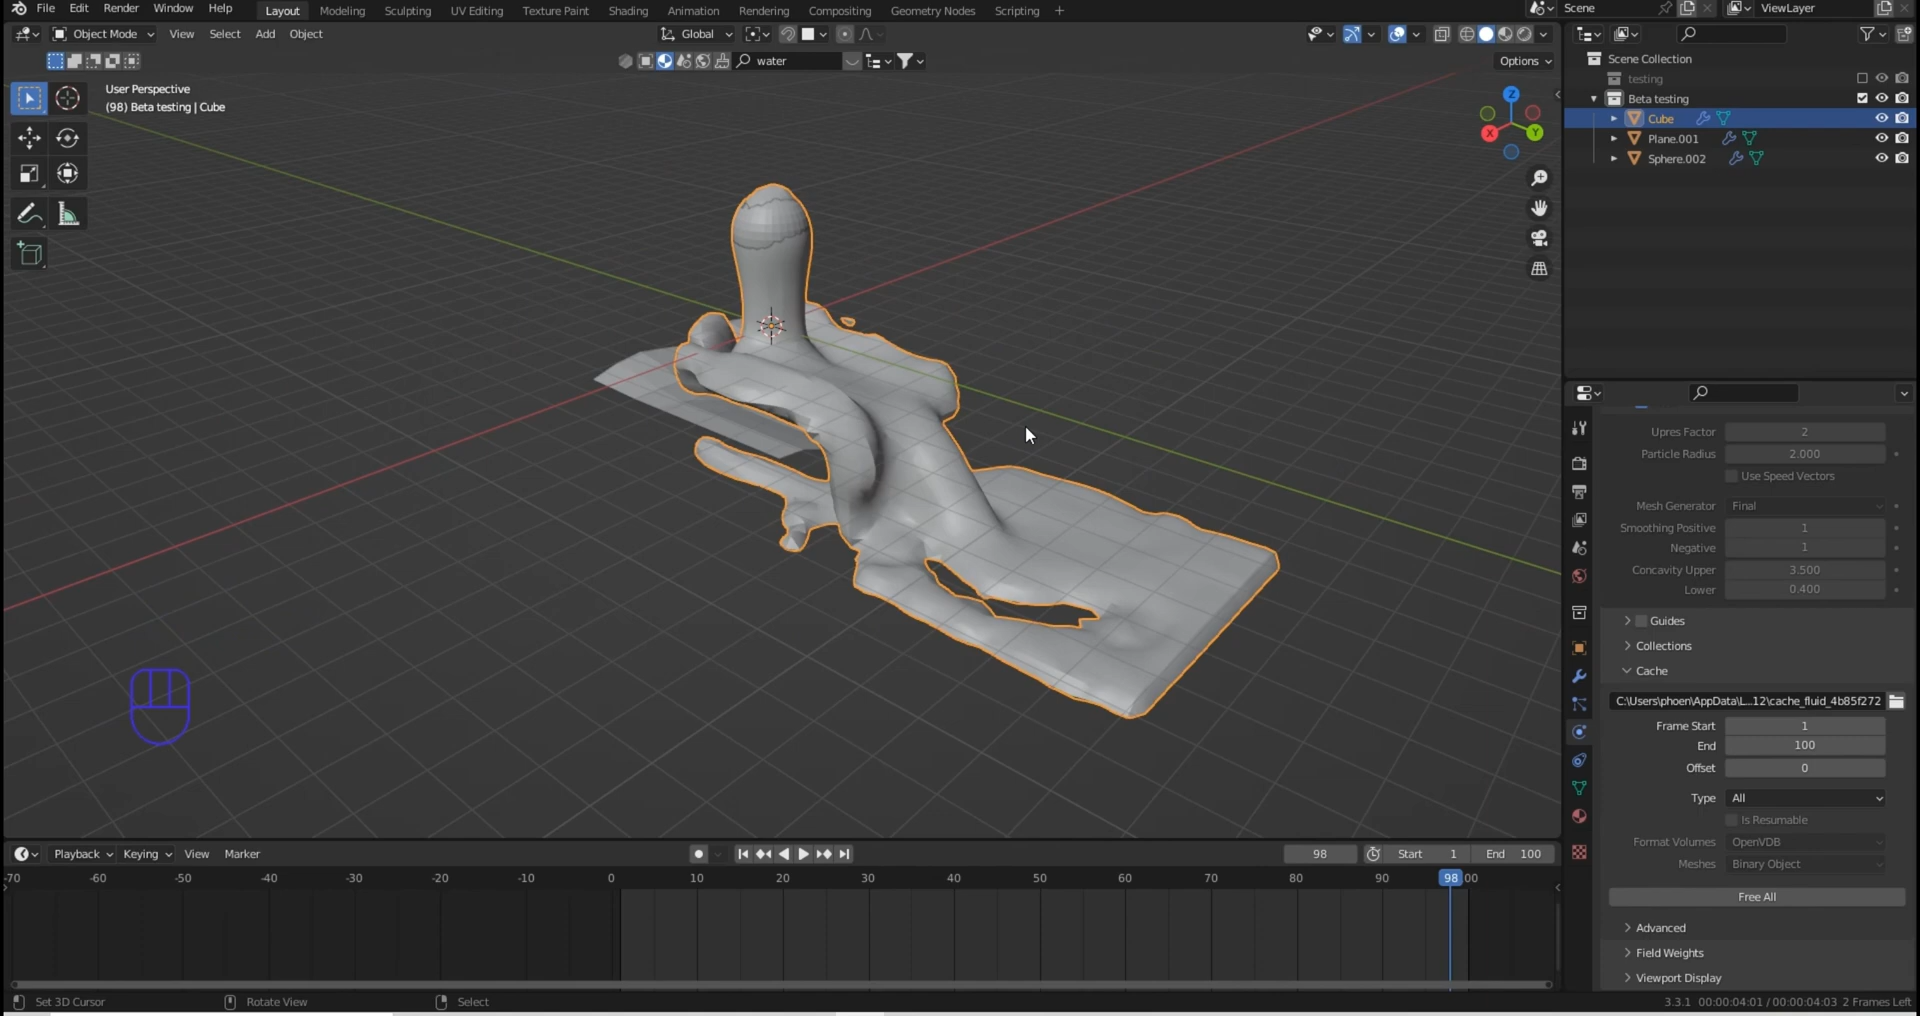 File Edit Render Window Help Layout Modeling Sculpting UV Editing Texture Paint Shading Animation Rendering Compositing Geometry Nodes Scripting + Scene ViewLayer
Object Mode View Select Add Object Global
water Options
User Perspective
(98) Beta testing | Cube
Z
X Y
Scene Collection
testing
Beta testing
Cube
Plane.001
Sphere.002
Upres Factor 2
Particle Radius 2.000
Use Speed Vectors
Mesh Generator Final
Smoothing Positive 1
Negative 1
Concavity Upper 3.500
Lower 0.400
Guides
Collections
Cache
C:\Users\phoen\AppData\L...12\cache_fluid_4b85f272
Frame Start 1
End 100
Offset 0
Type All
Is Resumable
Format Volumes OpenVDB
Meshes Binary Object
Free All
Advanced
Field Weights
Viewport Display
Playback Keying View Marker 98 Start 1 End 100
-70 -60 -50 -40 -30 -20 -10 0 10 20 30 40 50 60 70 80 90 98 00
Set 3D Cursor Rotate View Select 3.3.1 00:00:04:01 / 00:00:04:03 2 Frames Left